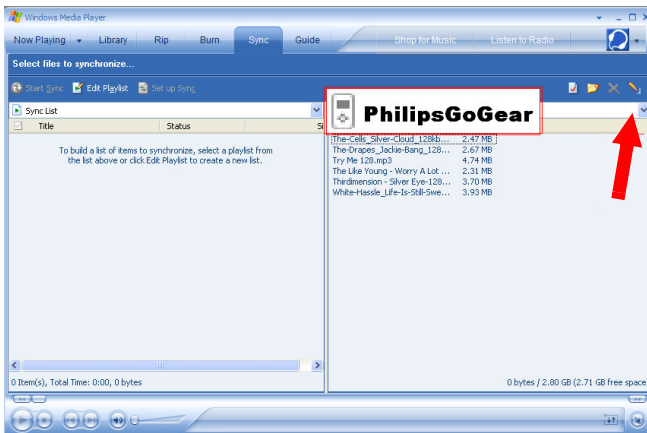 Windows Media Player
Now Playing Library Rip Burn Sync Guide Shop for Music Listen to Radio
Select files to synchronize...
Start Sync Edit Playlist Set up Sync
Sync List
PhilipsGoGear
Title Status Si
To build a list of items to synchronize, select a playlist from
the list above or click Edit Playlist to create a new list.
The-Cells_Silver-Cloud_128kb... 2.47 MB
The-Drapes_Jackie-Bang_128... 2.67 MB
Try Me 128.mp3 4.74 MB
The Like Young - Worry A Lot ... 2.31 MB
Thirdimension - Silver Eye-128... 3.70 MB
White-Hassle_Life-Is-Still-Swe... 3.93 MB
0 Item(s), Total Time: 0:00, 0 bytes
0 bytes / 2.80 GB (2.71 GB free space